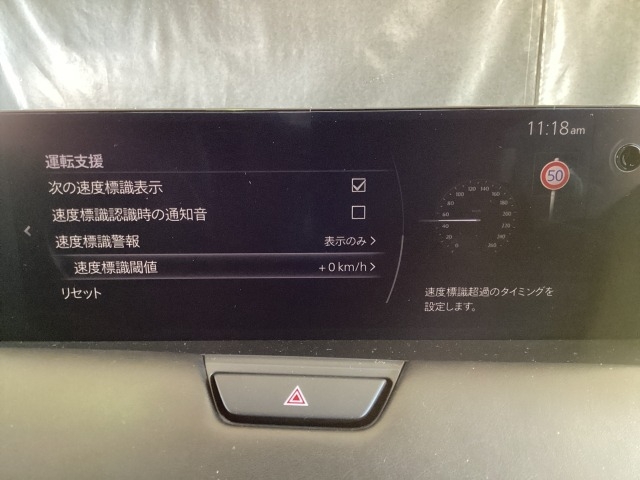 11:18 am
運転支援
次の速度標識表示
速度標識認識時の通知音
速度標識警報 表示のみ
速度標識閾値 +0 km/h
リセット
50
速度標識超過のタイミングを
設定します。